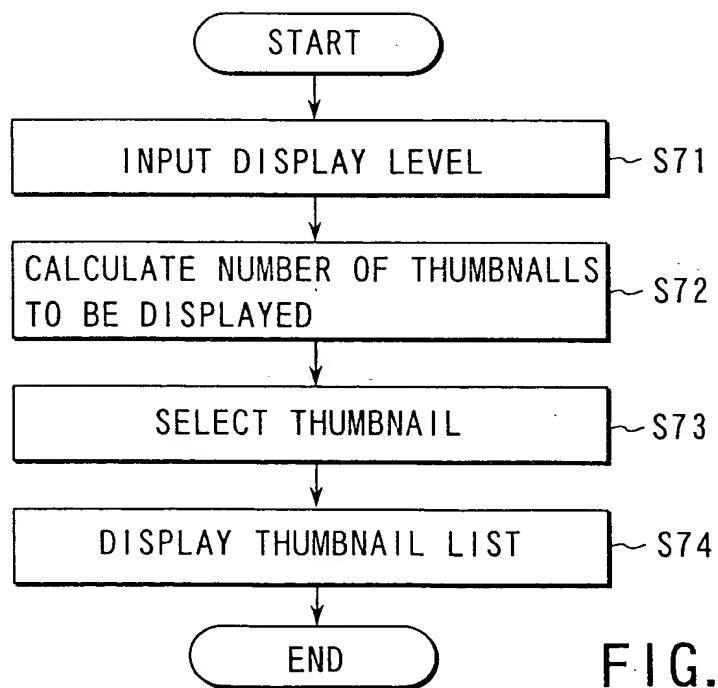 START
INPUT DISPLAY LEVEL
S71
CALCULATE NUMBER OF THUMBNALLS
TO BE DISPLAYED
S72
SELECT THUMBNAIL
S73
DISPLAY THUMBNAIL LIST
S74
END
FIG.